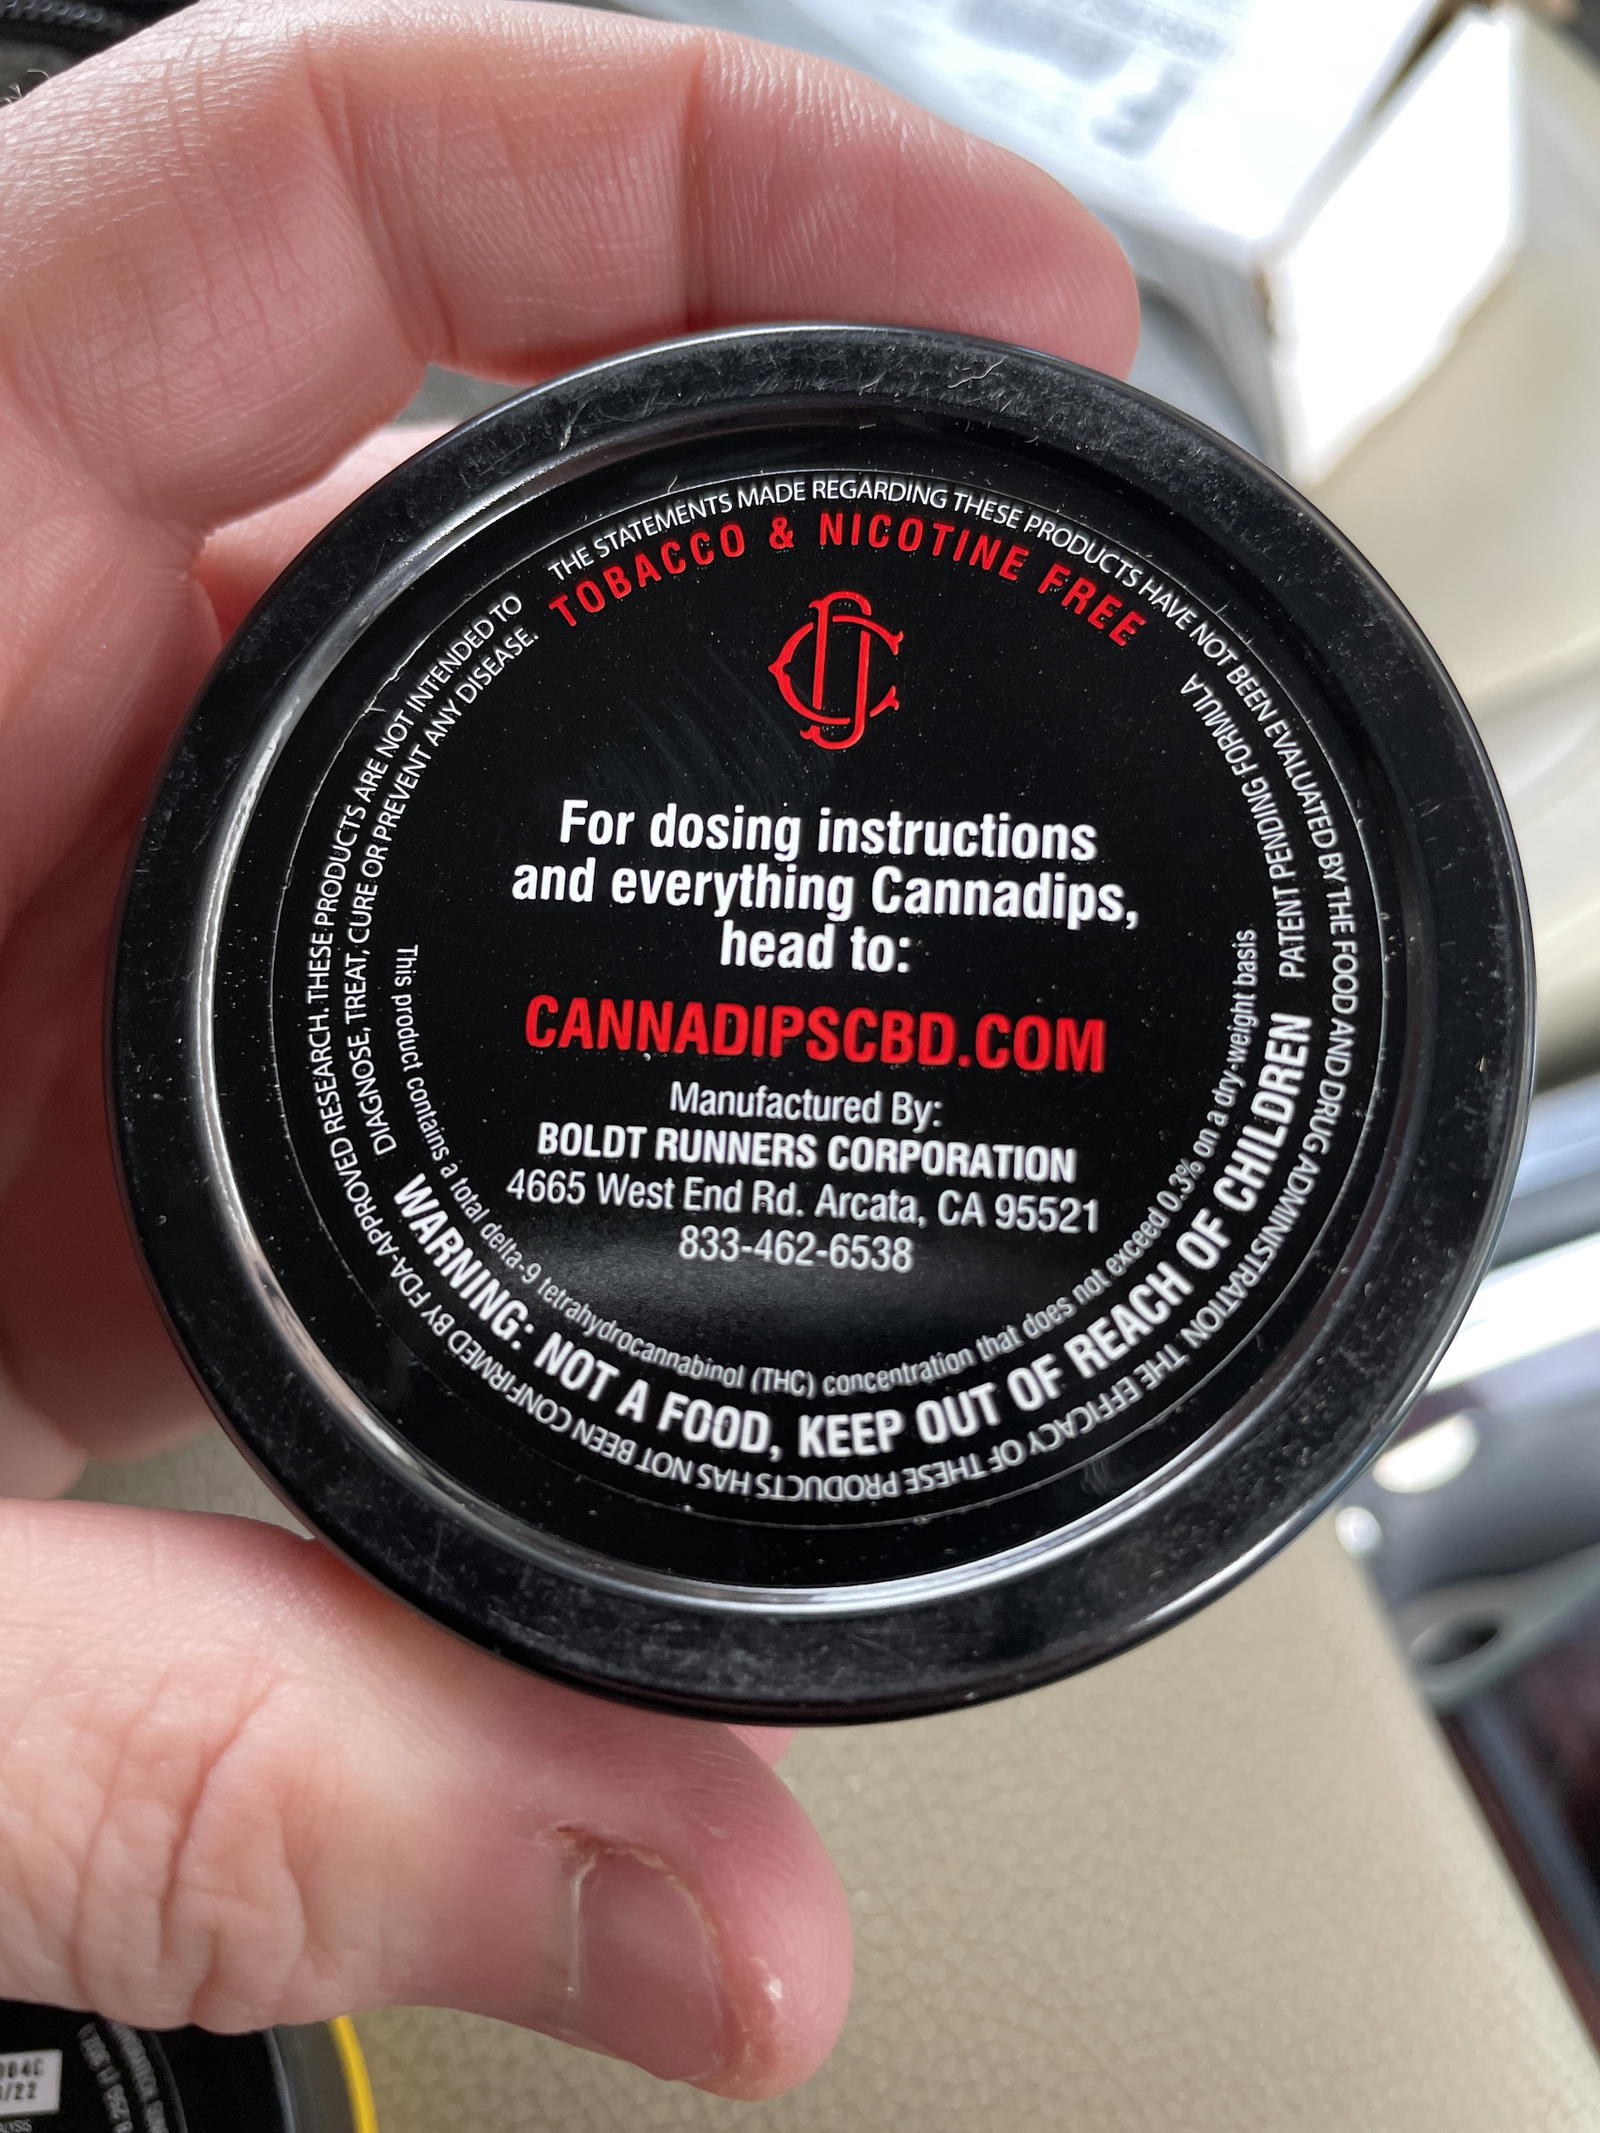 THE STATEMENTS MADE REGARDING THESE PRODUCTS HAVE NOT BEEN EVALUATED BY THE FOOD AND DRUG ADMINISTRATION. THE EFFICACY OF THESE PRODUCTS HAS NOT BEEN CONFIRMED BY FDA-APPROVED RESEARCH. THESE PRODUCTS ARE NOT INTENDED TO
DIAGNOSE, TREAT, CURE OR PREVENT ANY DISEASE.
TOBACCO & NICOTINE FREE
PATENT PENDING FORMULA
CD
For dosing instructions
and everything Cannadips,
head to:
CANNADIPSCBD.COM
Manufactured By:
BOLDT RUNNERS CORPORATION
4665 West End Rd. Arcata, CA 95521
833-462-6538
This product contains a total delta-9 tetrahydrocannabinol (THC) concentration that does not exceed 0.3% on a dry-weight basis
WARNING: NOT A FOOD, KEEP OUT OF REACH OF CHILDREN